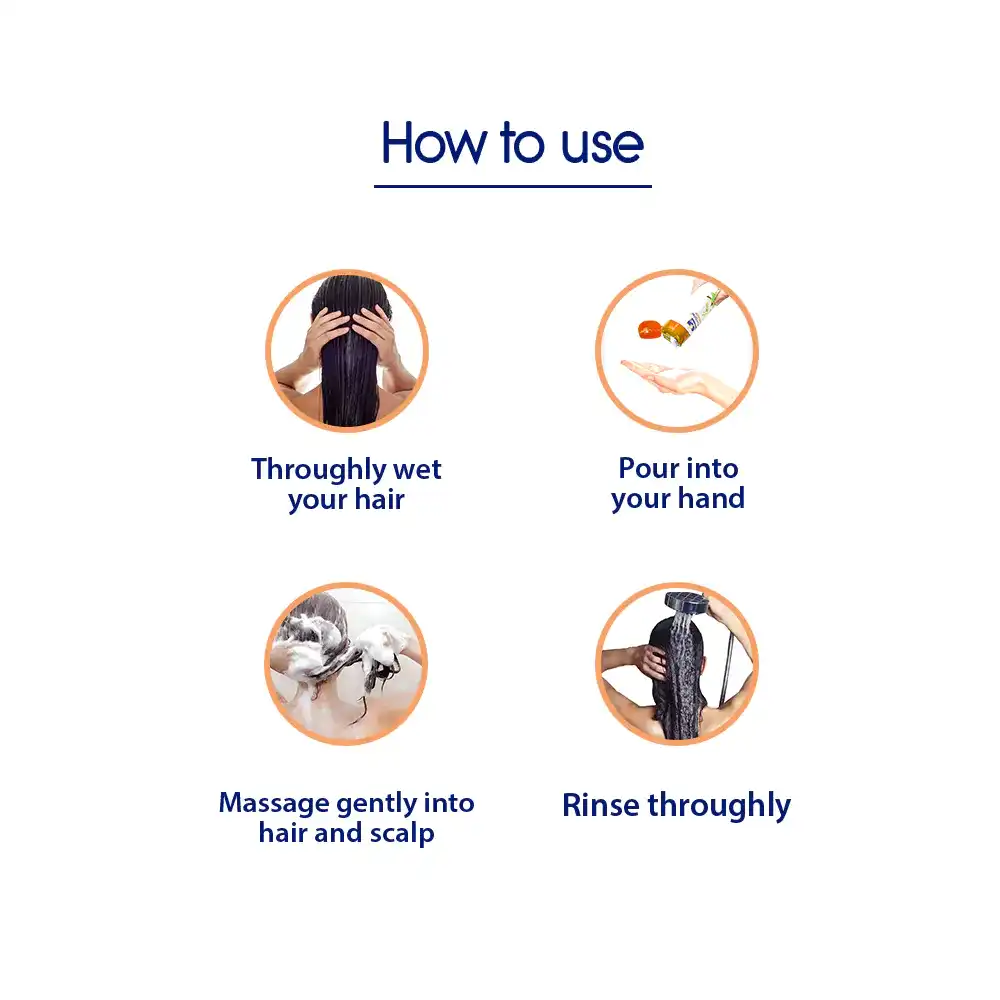 How to use
Throughly wet
your hair
Pour into
your hand
Massage gently into
hair and scalp
Rinse throughly